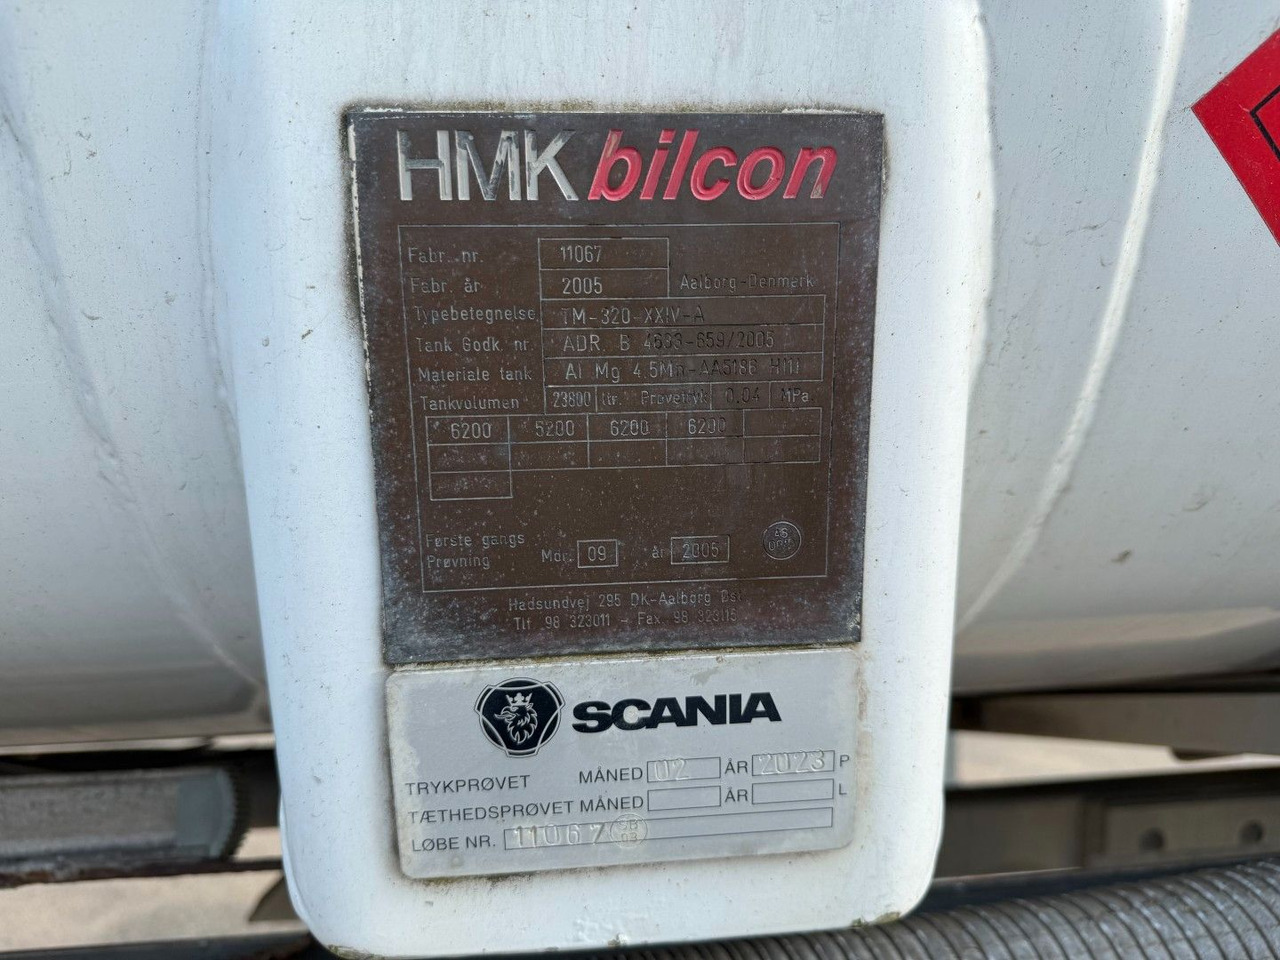 HMK bilcon
Fabr. nr. 11067
Fabr. år 2005 Aalborg-Denmark
Typebetegnelse TM-320-XXIV-A
Tank Godk. nr. ADR. B 4663-659/2005
Materiale tank Al Mg 4.5Mn-AA5186 H111
Tankvolumen 23800 ltr. Prøvetryk 0,04 MPa
6200 5200 6200 6200
Første gangs
Prøvning Mdr. 09 år 2005
Hadsundvej 295 DK-Aalborg Øst
Tlf 98 323011 - Fax. 98 323115
SCANIA
TRYKPRØVET MÅNED 02 ÅR 2023 P
TÆTHEDSPRØVET MÅNED ÅR L
LØBE NR. 11067